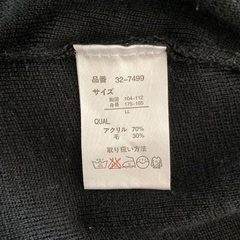 品番 32-7499
サイズ
胸囲 104-112
身長 175-185
LL
QUAL.
アクリル 70%
毛 30%
取り扱い方法